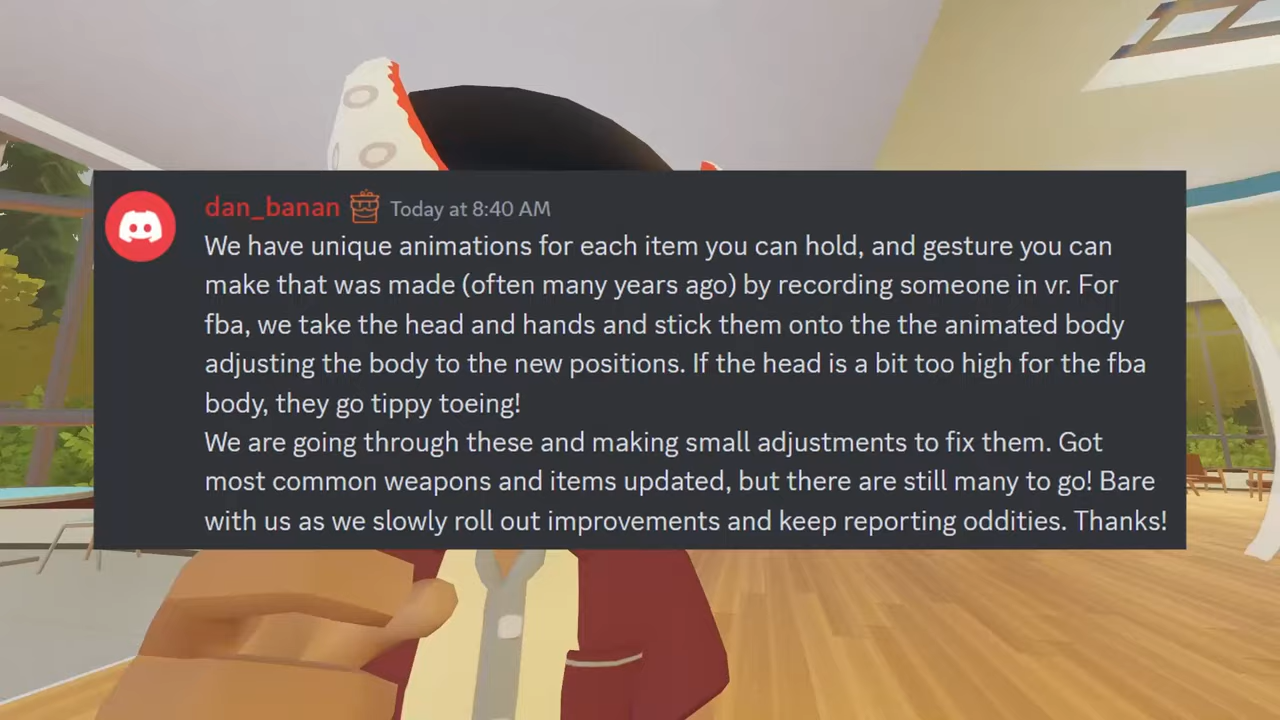 dan_banan Today at 8:40 AM
We have unique animations for each item you can hold, and gesture you can
make that was made (often many years ago) by recording someone in vr. For
fba, we take the head and hands and stick them onto the the animated body
adjusting the body to the new positions. If the head is a bit too high for the fba
body, they go tippy toeing!
We are going through these and making small adjustments to fix them. Got
most common weapons and items updated, but there are still many to go! Bare
with us as we slowly roll out improvements and keep reporting oddities. Thanks!